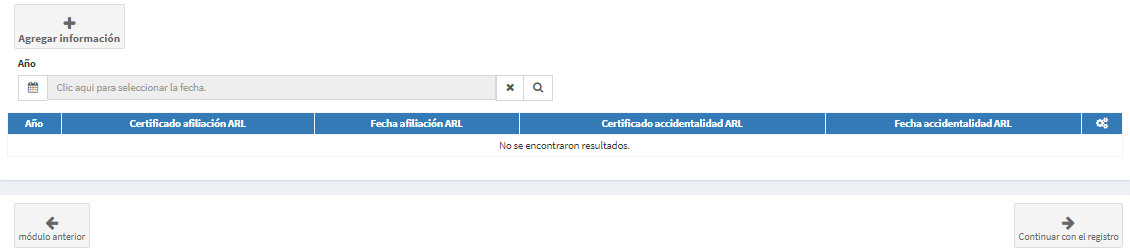 Agregar información
Año
Clic aqui para seleccionar la fecha.
Año Certificado afiliación ARL Fecha afiliación ARL Certificado accidentalidad ARL Fecha accidentalidad ARL
No se encontraron resultados.
módulo anterior Continuar con el registro